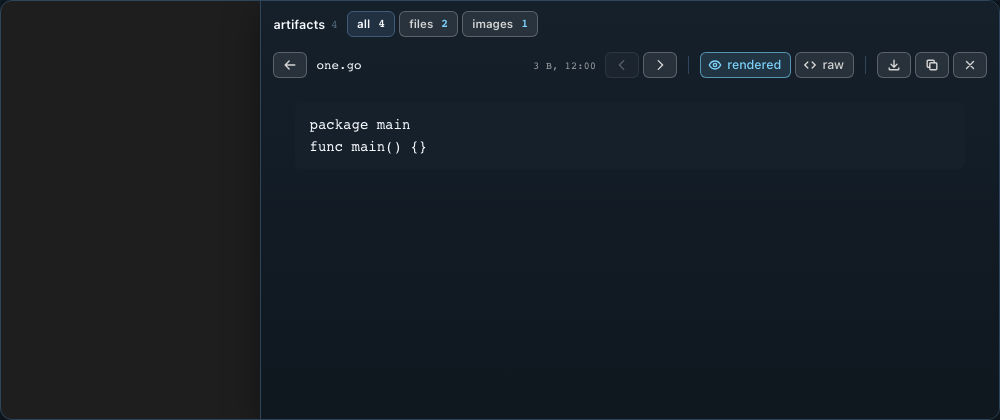 artifacts 4 all 4 files 2 images 1
one.go 3 B, 12:00 rendered raw
package main
func main() {}